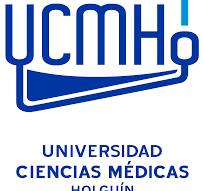 UCMHo
UNIVERSIDAD
CIENCIAS MÉDICAS
HOLGUÍN